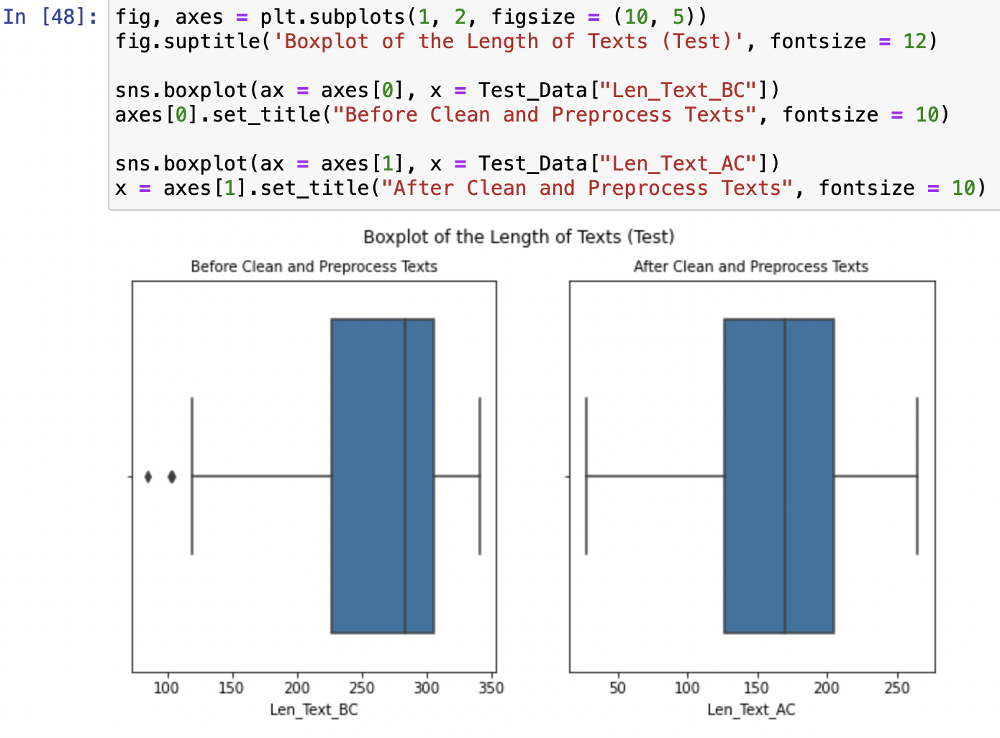 In [48]:
fig, axes = plt.subplots(1, 2, figsize = (10, 5))
fig.suptitle('Boxplot of the Length of Texts (Test)', fontsize = 12)
sns.boxplot(ax = axes[0], x = Test_Data["Len_Text_BC"])
axes[0].set_title("Before Clean and Preprocess Texts", fontsize = 10)
sns.boxplot(ax = axes[1], x = Test_Data["Len_Text_AC"])
x = axes[1].set_title("After Clean and Preprocess Texts", fontsize = 10)
Boxplot of the Length of Texts (Test)
Before Clean and Preprocess Texts
100 150 200 250 300 350
Len_Text_BC
After Clean and Preprocess Texts
50 100 150 200 250
Len_Text_AC